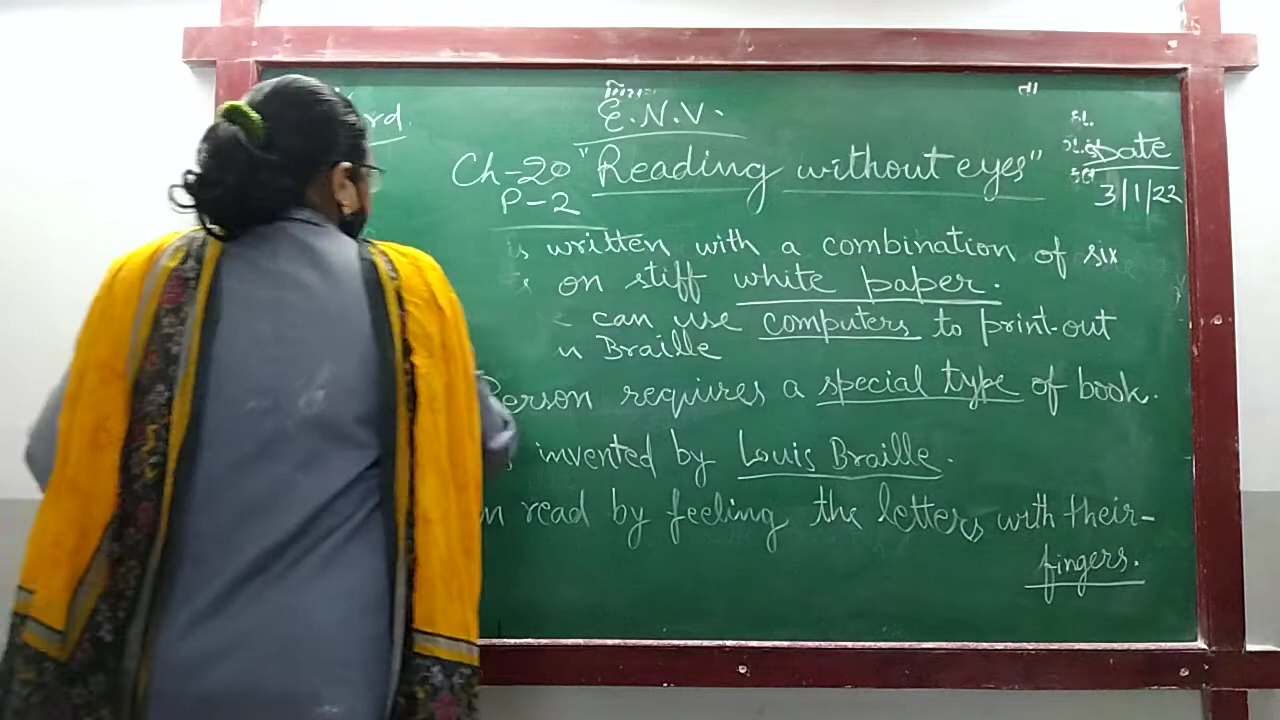 rd.
E.N.V.
Date
3/1/22
Ch-20 "Reading without eyes"
P-2
is written with a combination of six
on stiff white paper.
can use computers to print-out
Braille
Person requires a special type of book.
invented by Louis Braille.
read by feeling the letters with their-
fingers.